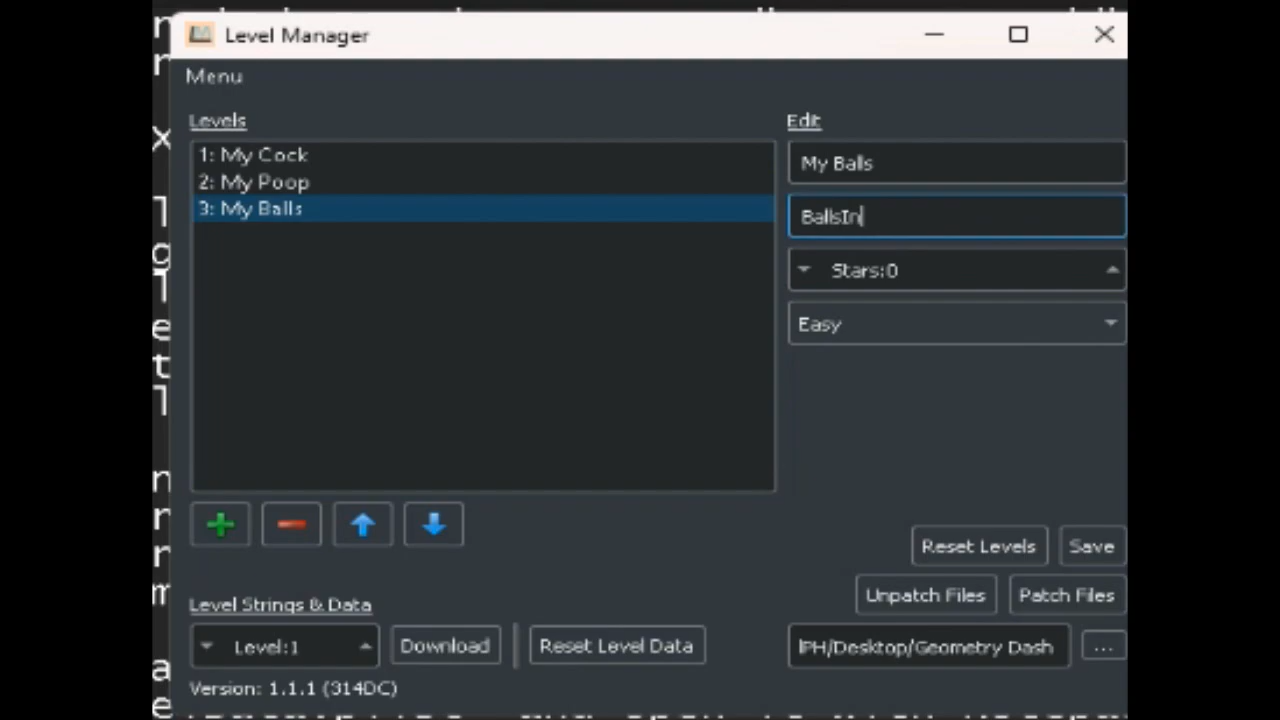 Level Manager
Menu
Levels
1: My Cock
2: My Poop
3: My Balls
Edit
My Balls
BallsIn
Stars:0
Easy
Reset Levels
Save
Unpatch Files
Patch Files
Level Strings & Data
Level:1
Download
Reset Level Data
PH/Desktop/Geometry Dash
...
Version: 1.1.1 (314DC)